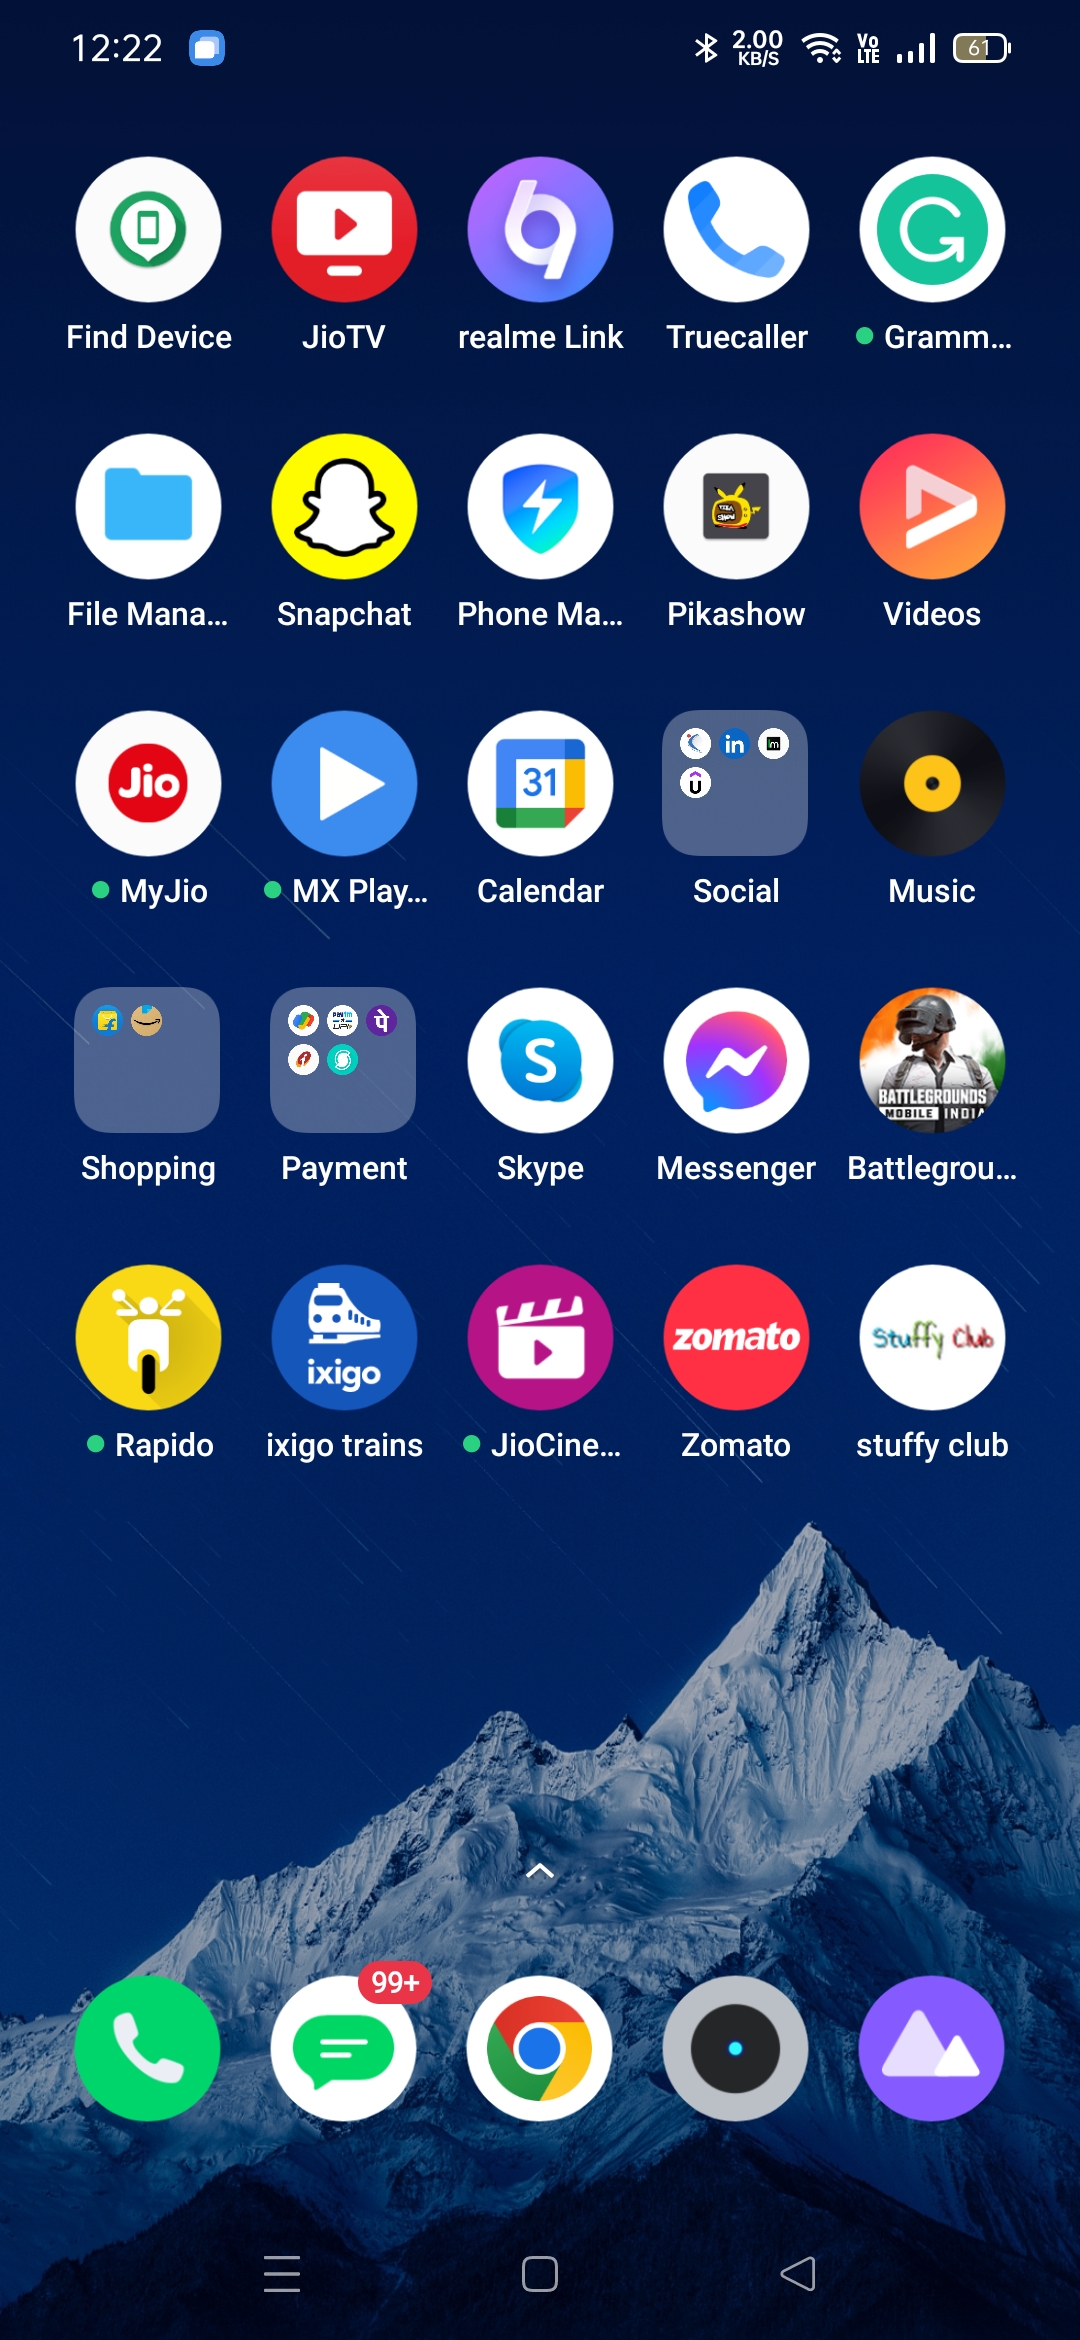 12:22
2.00
KB/S
Vo
LTE
61
Find Device
JioTV
realme Link
Truecaller
Gramm...
File Mana...
Snapchat
Phone Ma...
Pikashow
Videos
Jio
31
in
MyJio
MX Play...
Calendar
Social
Music
पे
S
BATTLEGROUNDS
MOBILE INDIA
Shopping
Payment
Skype
Messenger
Battlegrou...
ixigo
zomato
Stuffy Club
Rapido
ixigo trains
JioCine...
Zomato
stuffy club
99+